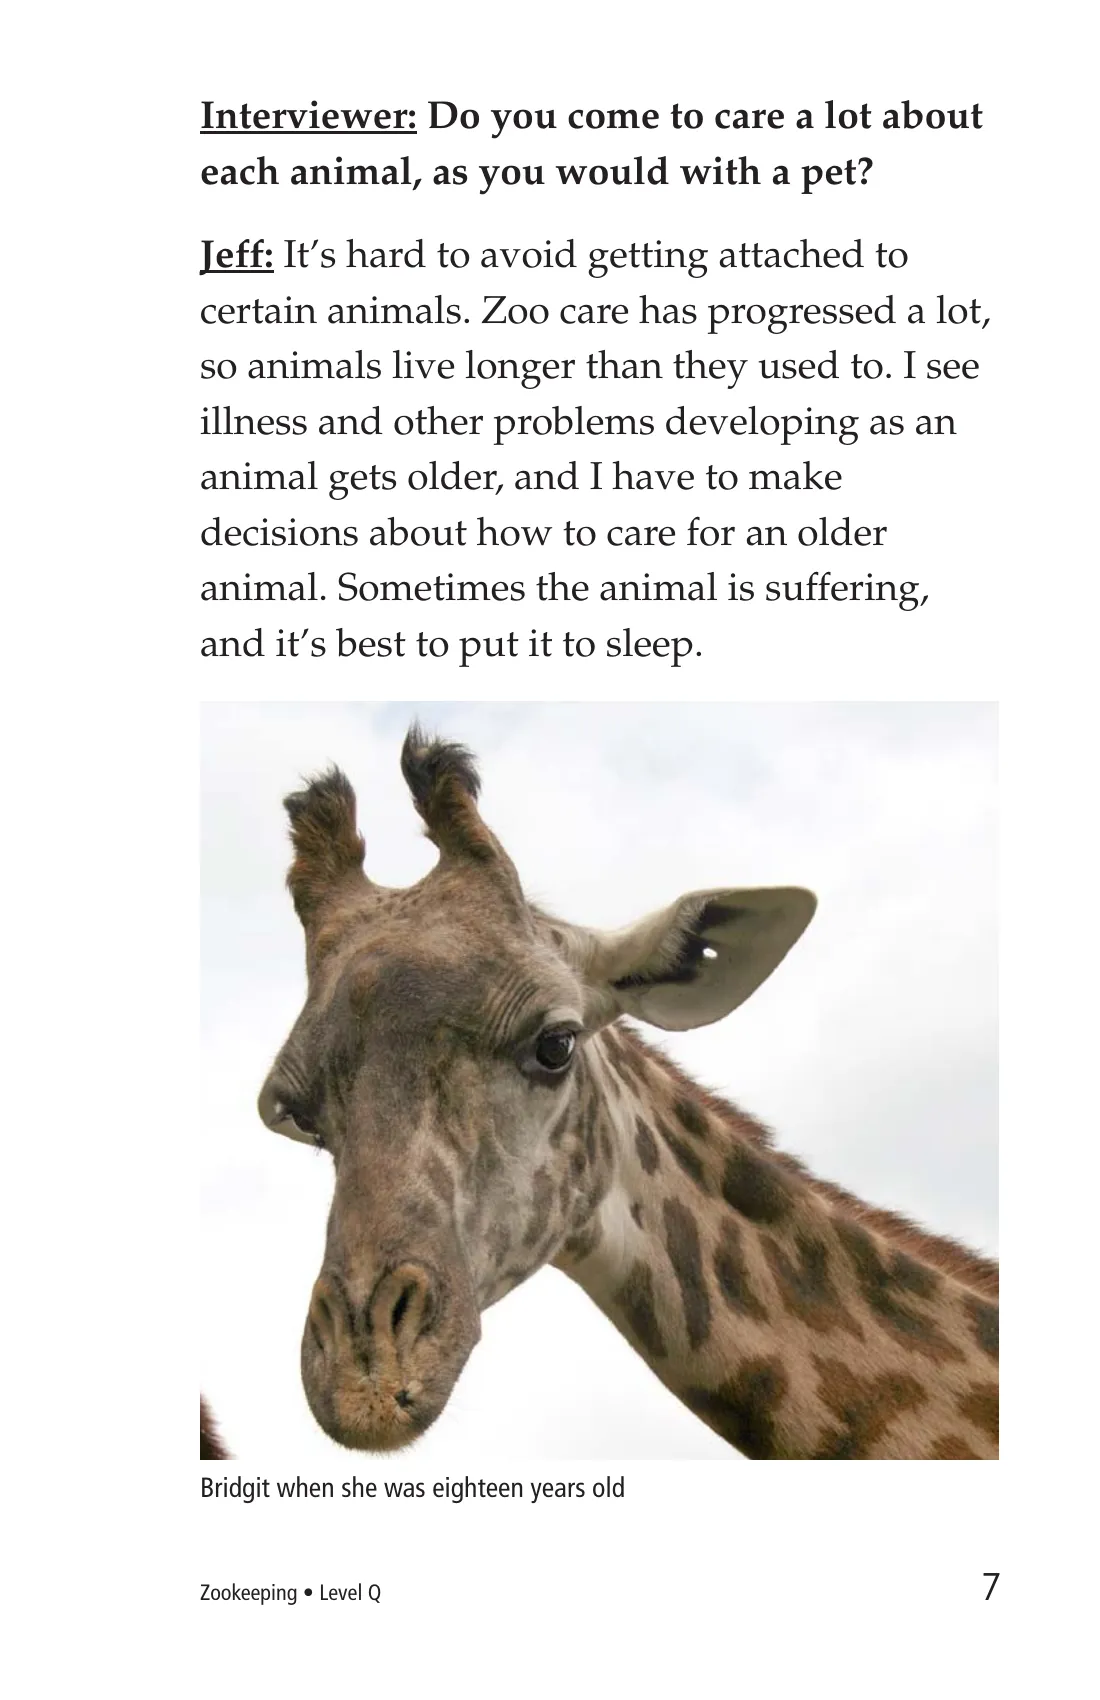 Interviewer: Do you come to care a lot about
each animal, as you would with a pet?
Jeff: It’s hard to avoid getting attached to
certain animals. Zoo care has progressed a lot,
so animals live longer than they used to. I see
illness and other problems developing as an
animal gets older, and I have to make
decisions about how to care for an older
animal. Sometimes the animal is suffering,
and it’s best to put it to sleep.
Bridgit when she was eighteen years old
Zookeeping • Level Q
7